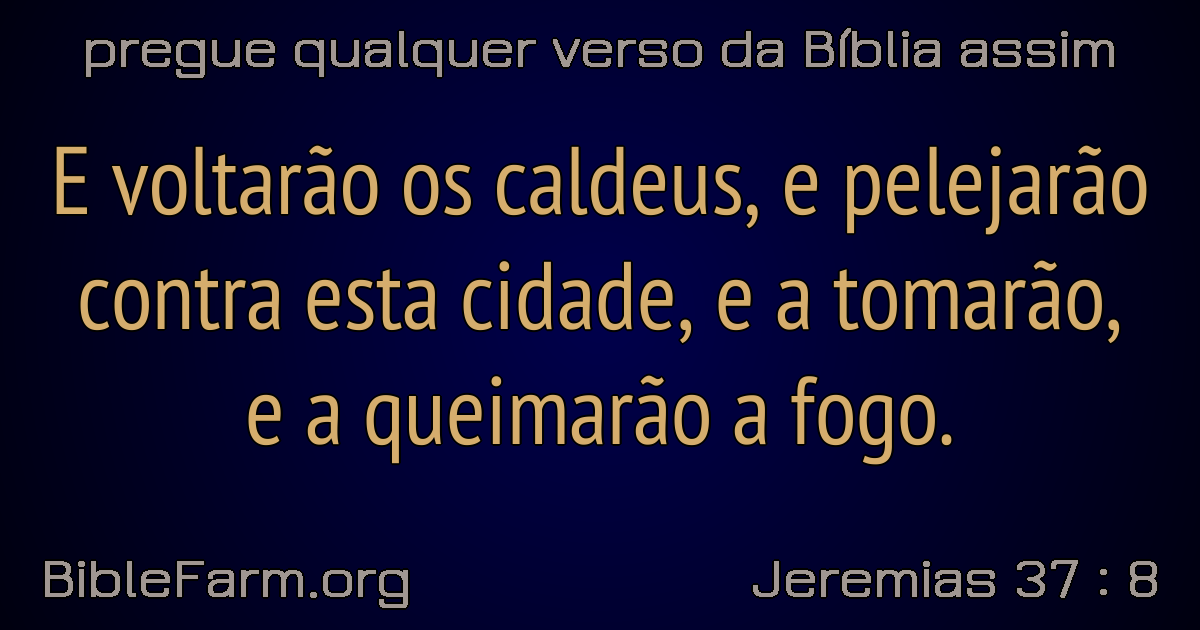 pregue qualquer verso da Bíblia assim
E voltarão os caldeus, e pelejarão
contra esta cidade, e a tomarão,
e a queimarão a fogo.
BibleFarm.org
Jeremias 37 : 8